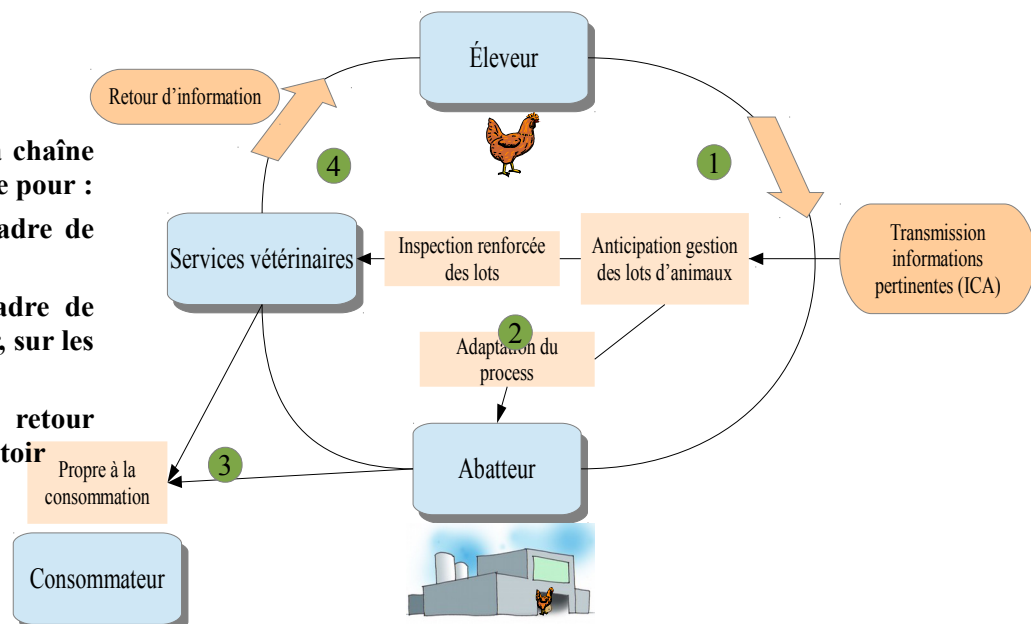 Éleveur
Retour d'information
chaîne
e pour :
4
1
adre de
Services vétérinaires
Inspection renforcée
des lots
Anticipation gestion
des lots d'animaux
Transmission
informations
pertinentes (ICA)
adre de
, sur les
2
Adaptation du
process
retour
toir
3
Propre à la
consommation
Abatteur
Consommateur